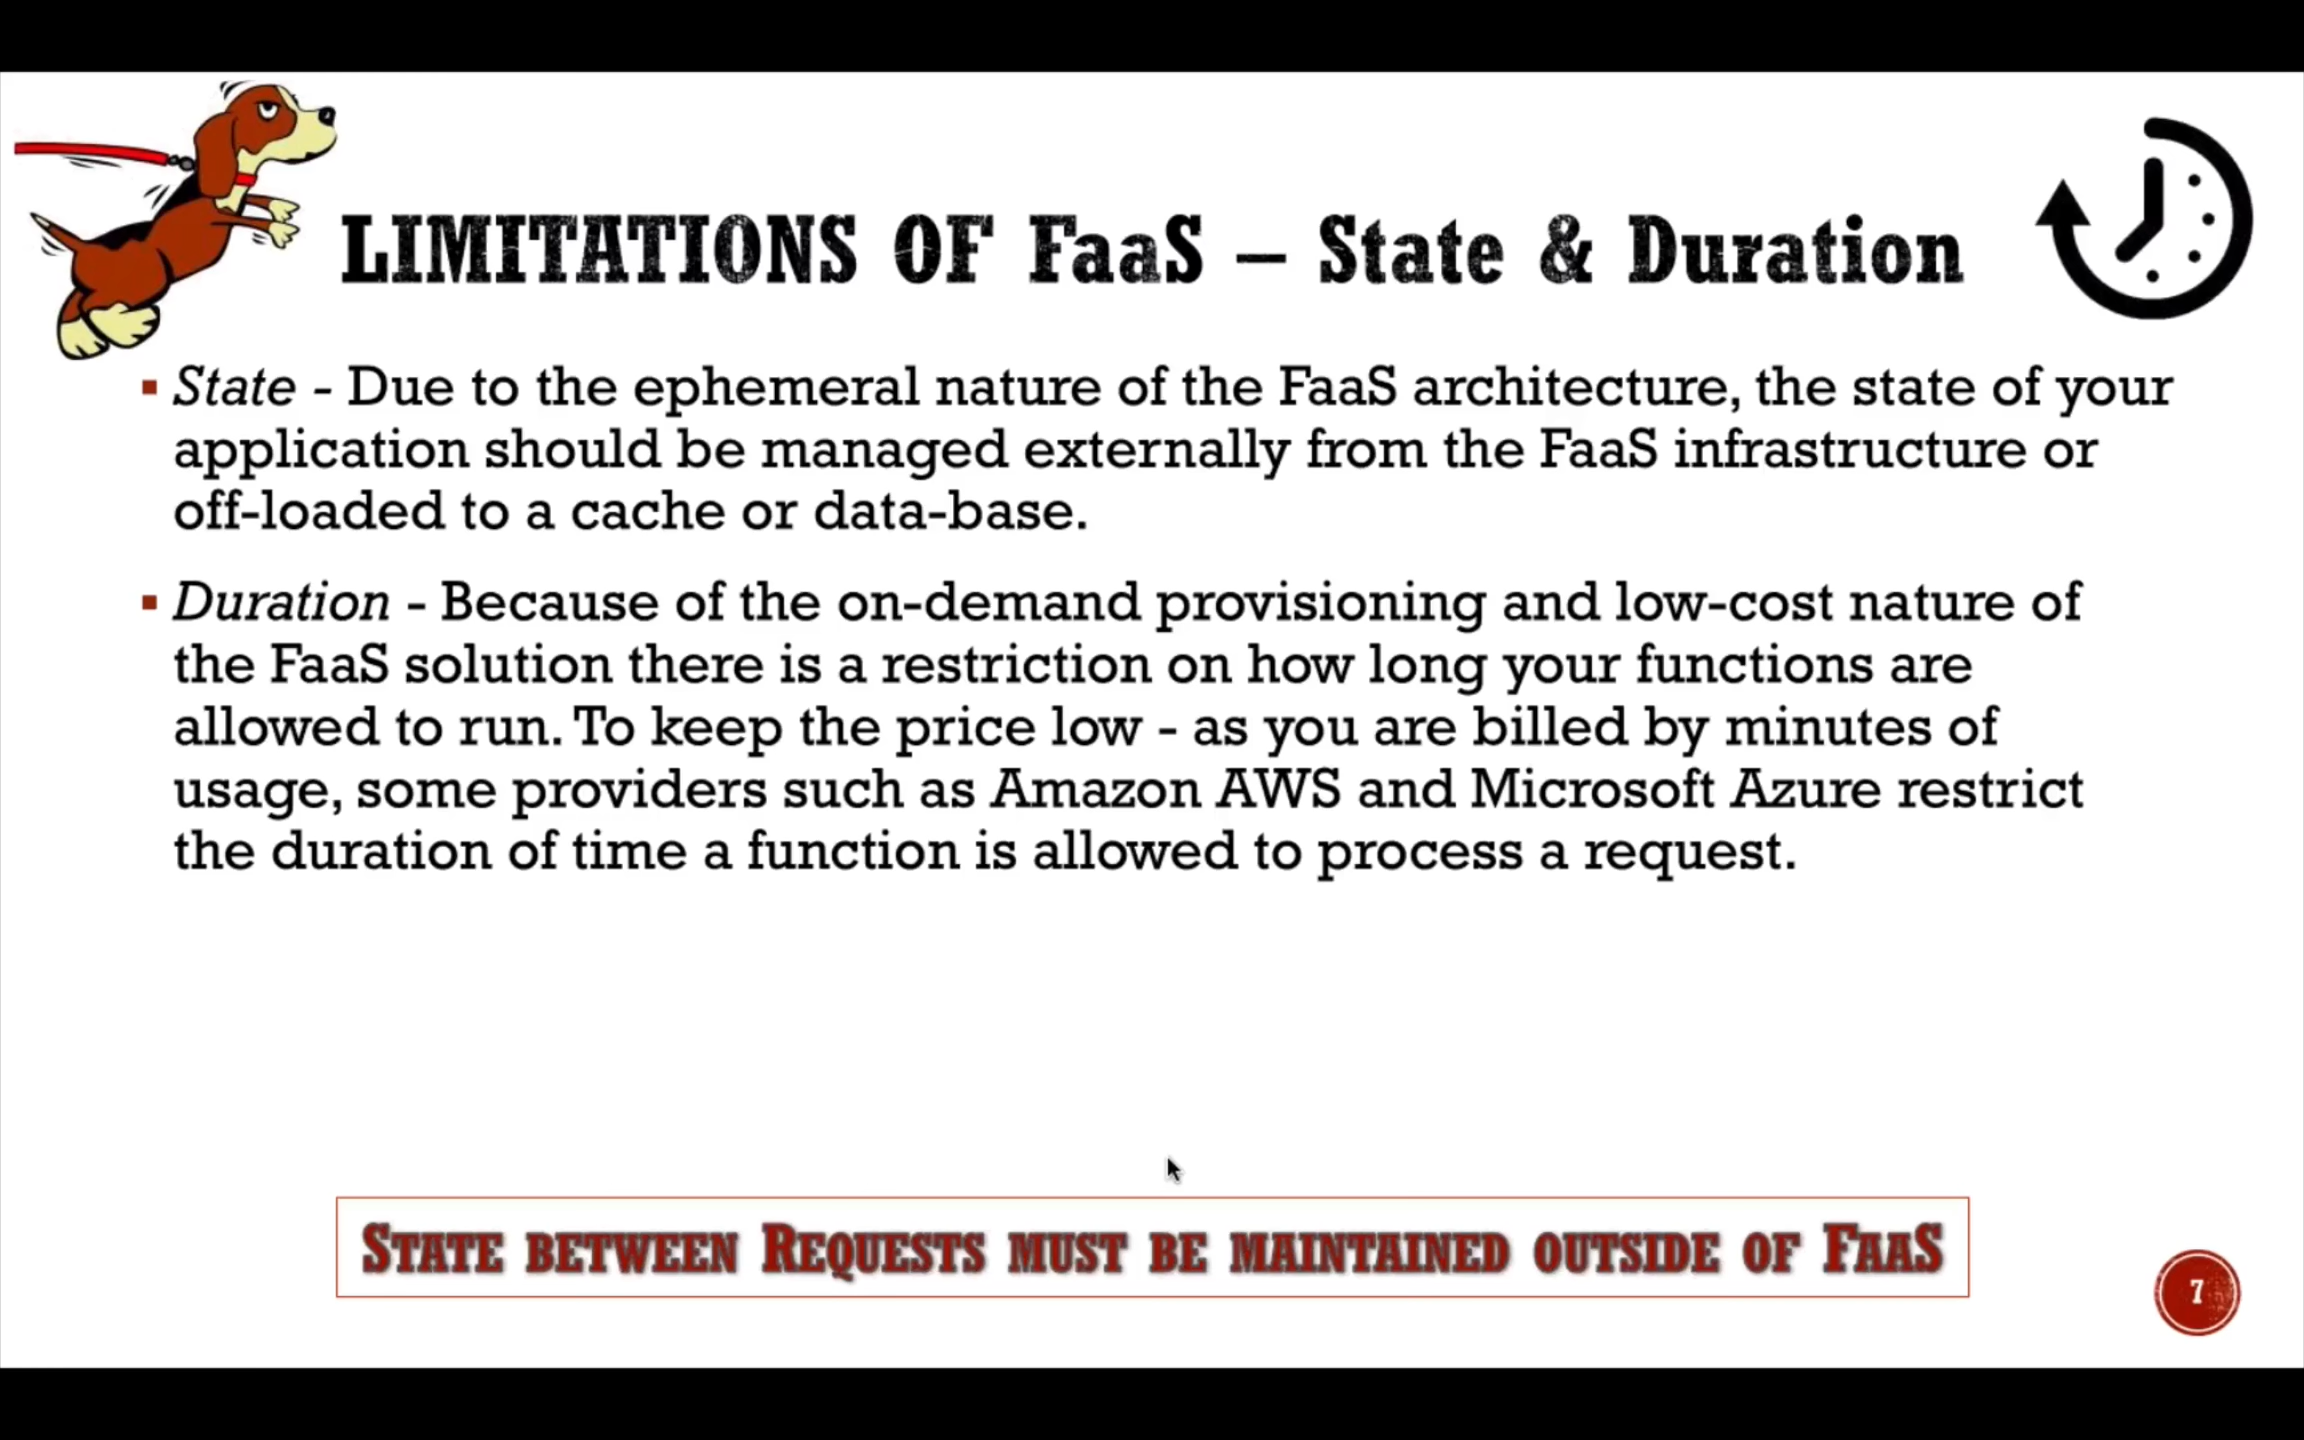 LIMITATIONS OF FaaS – State & Duration
▪ State - Due to the ephemeral nature of the FaaS architecture, the state of your
application should be managed externally from the FaaS infrastructure or
off-loaded to a cache or data-base.
▪ Duration - Because of the on-demand provisioning and low-cost nature of
the FaaS solution there is a restriction on how long your functions are
allowed to run. To keep the price low - as you are billed by minutes of
usage, some providers such as Amazon AWS and Microsoft Azure restrict
the duration of time a function is allowed to process a request.
State between Requests must be maintained outside of FaaS
7